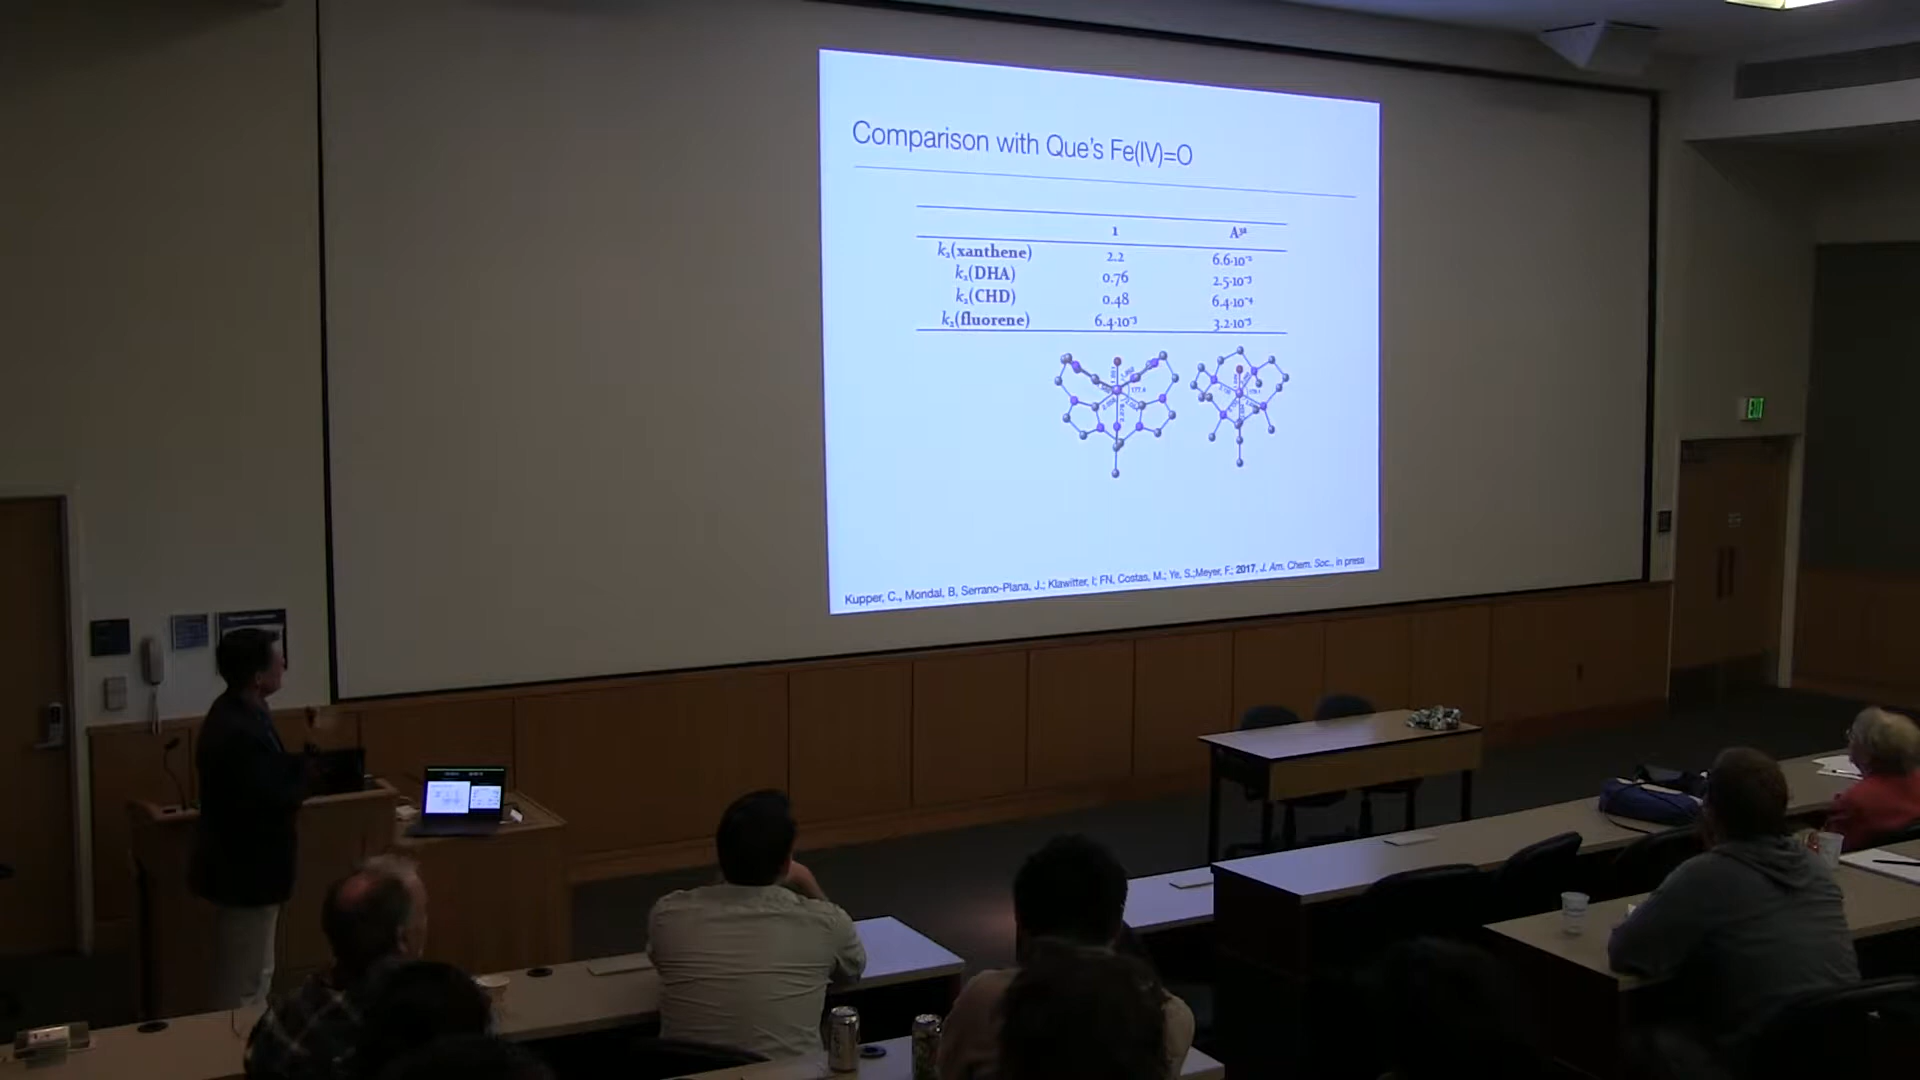 Comparison with Que's Fe(IV)=O
1 A³ᵃ
k₂(xanthene) 2.2 6.6·10⁻²
k₂(DHA) 0.76 2.5·10⁻³
k₂(CHD) 0.48 6.4·10⁻⁴
k₂(fluorene) 6.4·10⁻³ 3.2·10⁻⁵
Kupper, C., Mondal, B, Serrano-Plana, J.; Klawitter, I; FN, Costas, M.; Ye, S.;Meyer, F.; 2017, J. Am. Chem. Soc., in press
EXIT